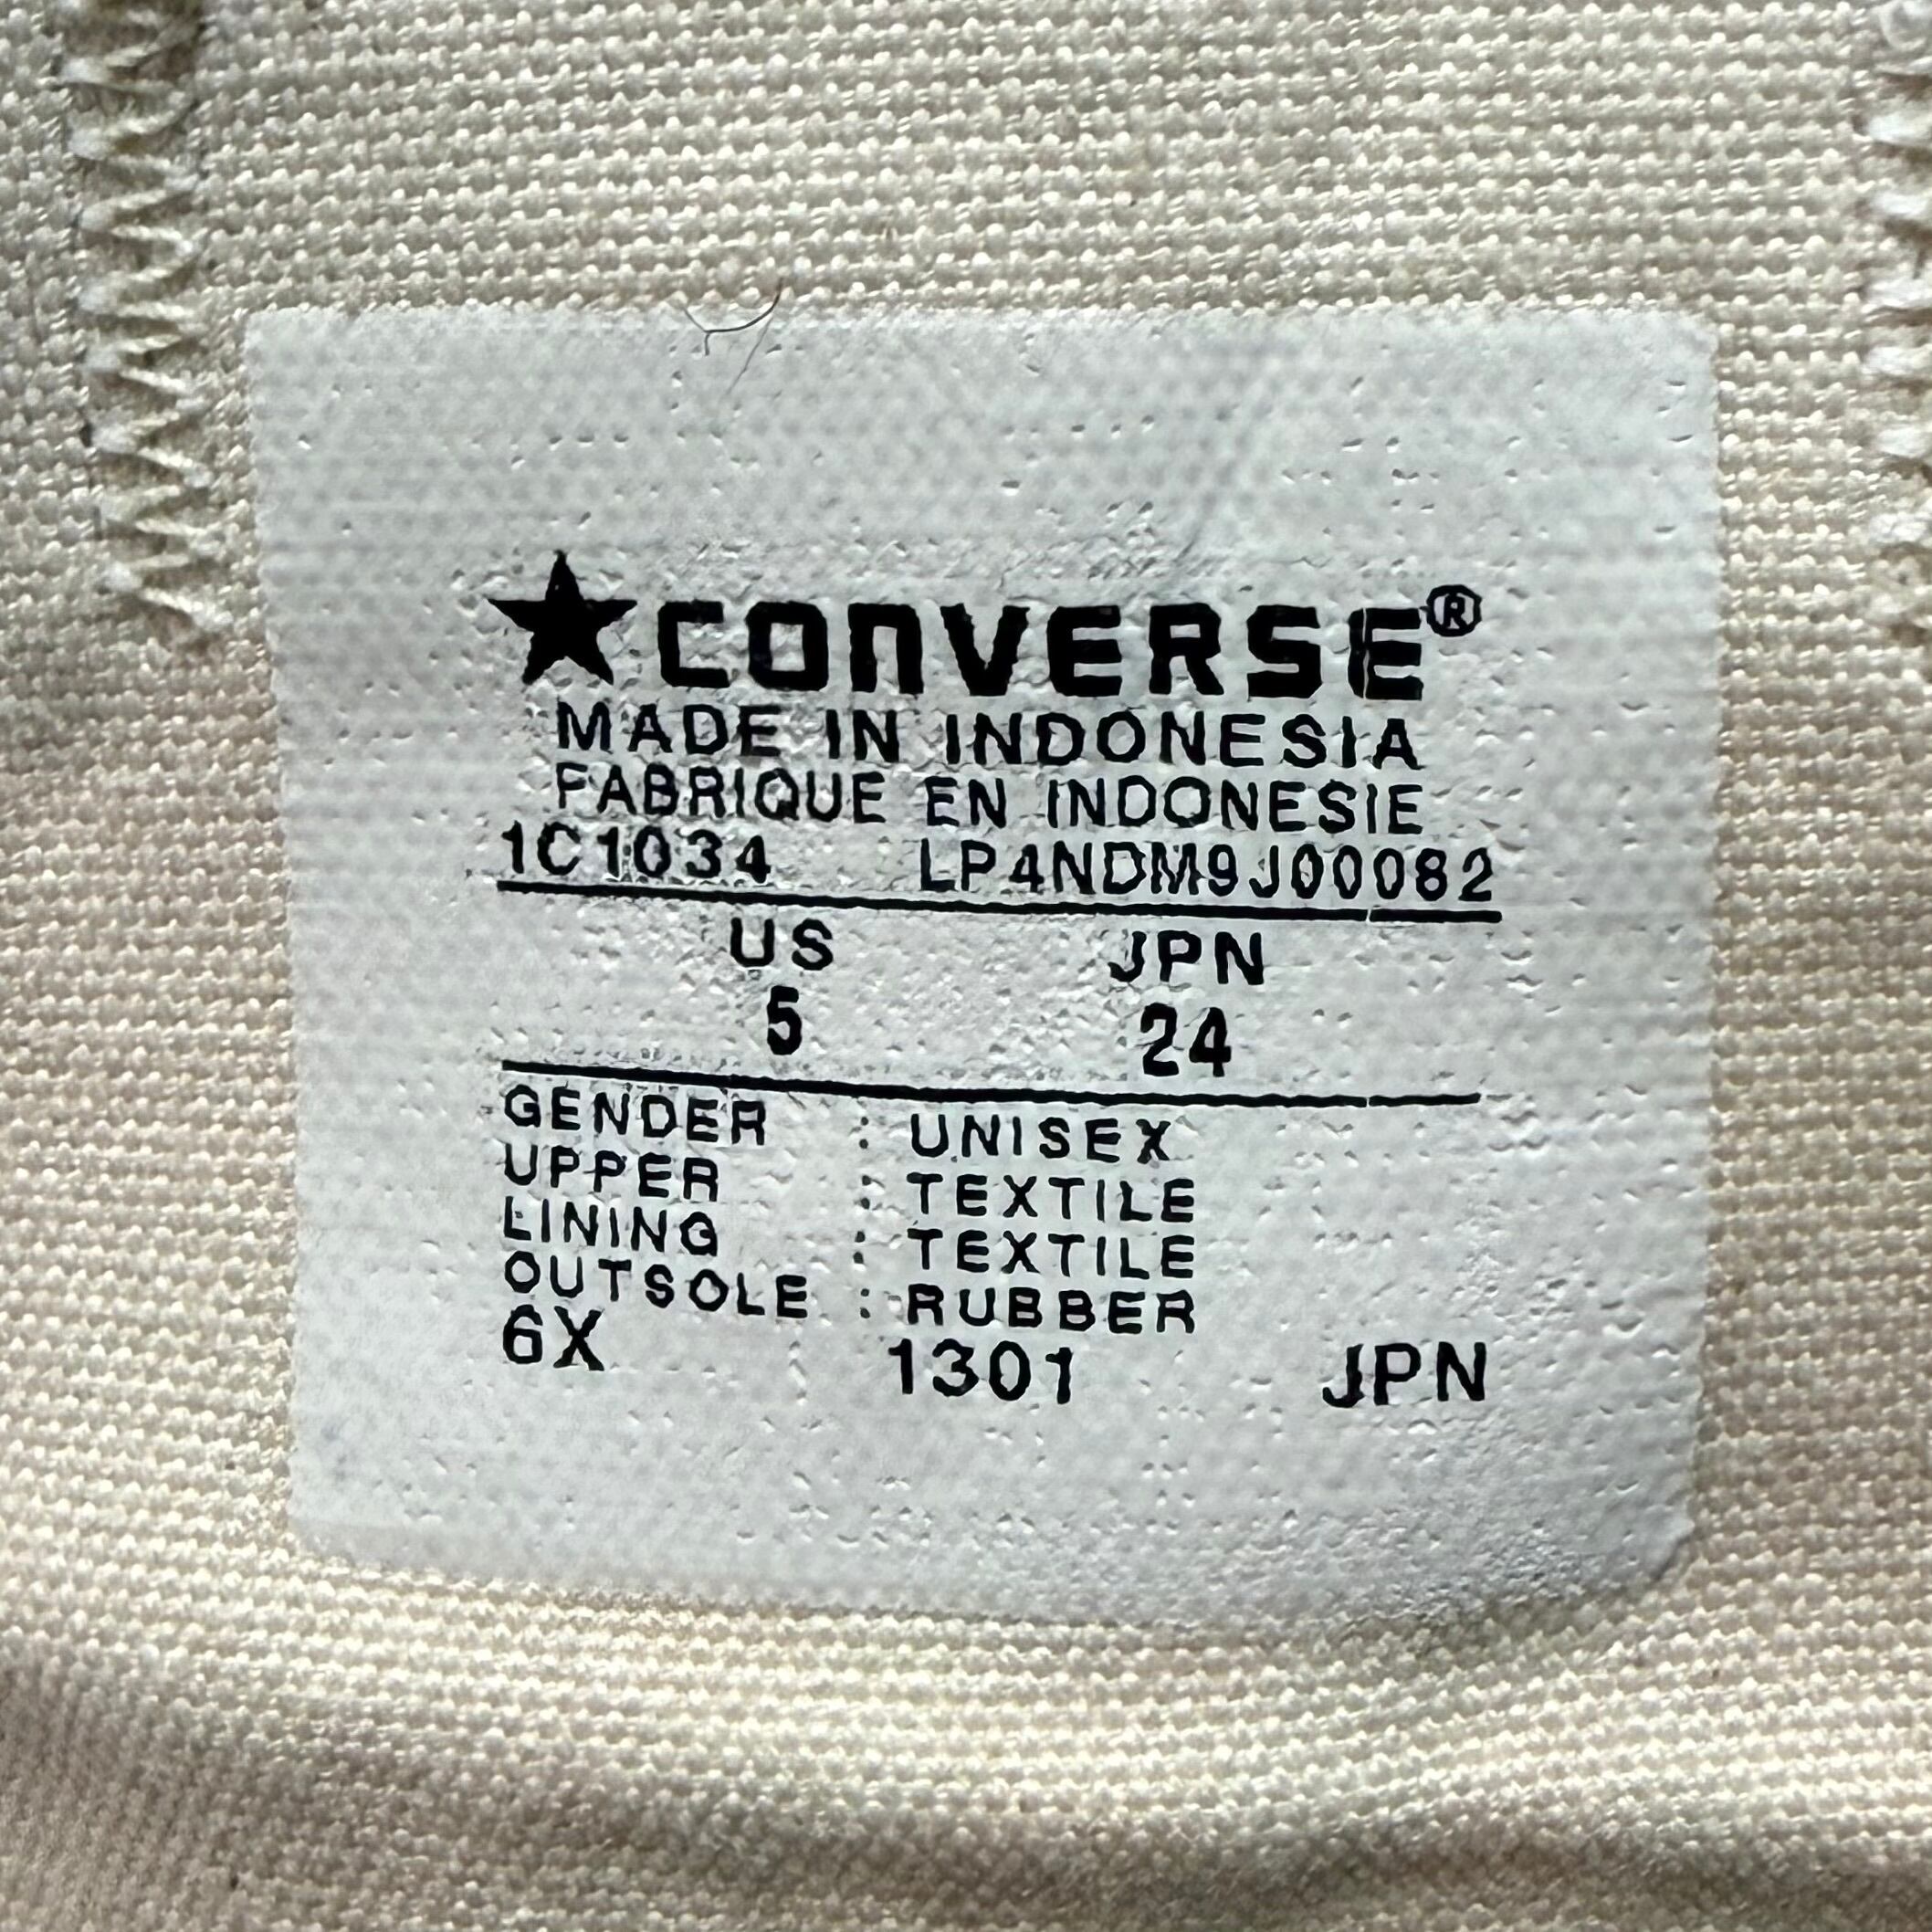 ★CONVERSE®
MADE IN INDONESIA
FABRIQUE EN INDONESIE
1C1034 LP4NDM9J00082
US JPN
5 24
GENDER : UNISEX
UPPER : TEXTILE
LINING : TEXTILE
OUTSOLE : RUBBER
6X 1301 JPN